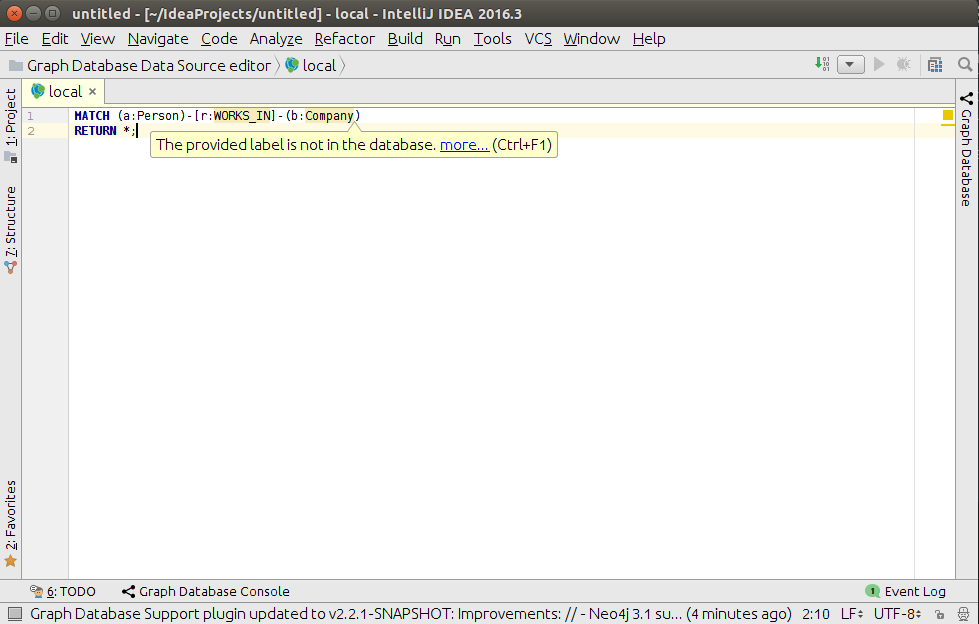 untitled - [~/IdeaProjects/untitled] - local - IntelliJ IDEA 2016.3
File Edit View Navigate Code Analyze Refactor Build Run Tools VCS Window Help
Graph Database Data Source editor local
local ×
1: Project
7: Structure
2: Favorites
1 MATCH (a:Person)-[r:WORKS_IN]-(b:Company)
2 RETURN *;
The provided label is not in the database. more... (Ctrl+F1)
Graph Database
6: TODO Graph Database Console 1 Event Log
Graph Database Support plugin updated to v2.2.1-SNAPSHOT: Improvements: // - Neo4j 3.1 su... (4 minutes ago) 2:10 LF UTF-8